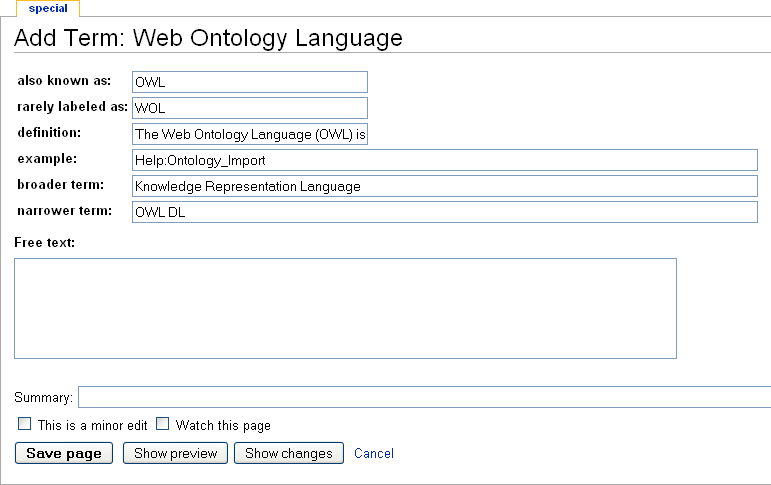 special
Add Term: Web Ontology Language
also known as: OWL
rarely labeled as: WOL
definition: The Web Ontology Language (OWL) is
example: Help:Ontology_Import
broader term: Knowledge Representation Language
narrower term: OWL DL
Free text:
Summary:
This is a minor edit Watch this page
Save page Show preview Show changes Cancel